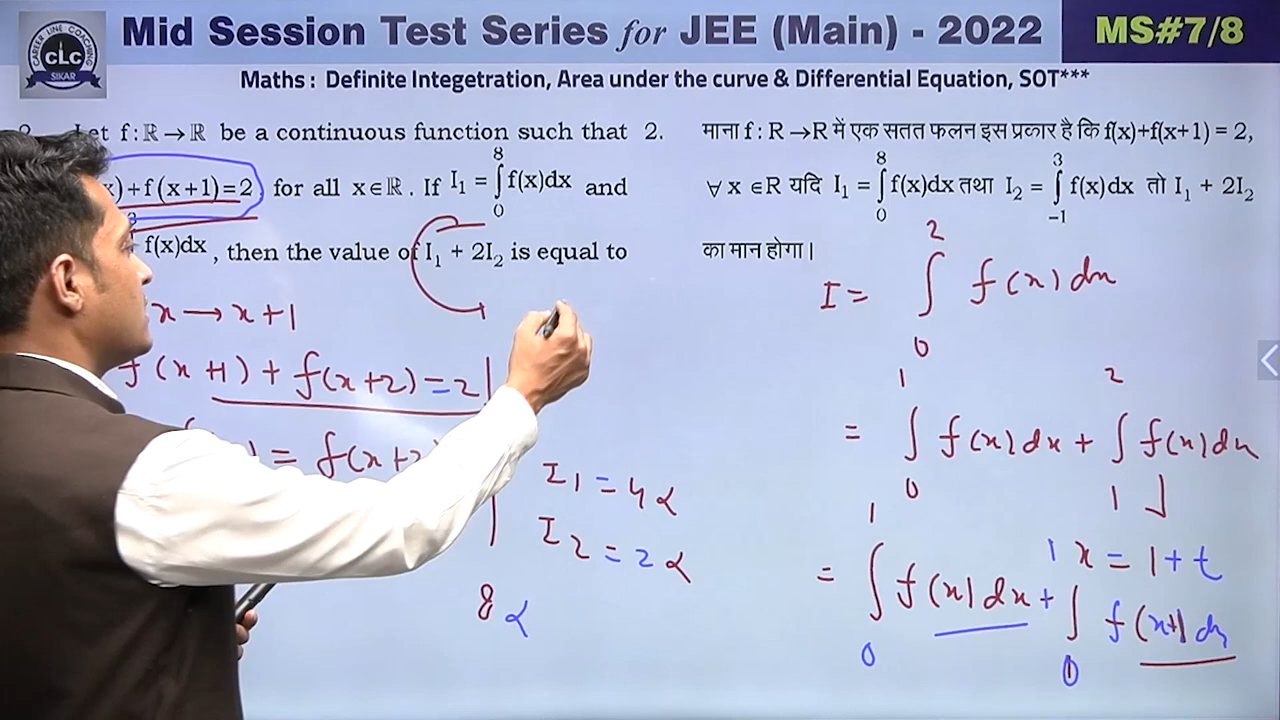 CAREER LINE COACHING
CLC
SIKAR
Mid Session Test Series for JEE (Main) - 2022
MS#7/8
Maths : Definite Integetration, Area under the curve & Differential Equation, SOT***
Let f:ℝ→ℝ be a continuous function such that
x)+f(x+1)=2 for all x∈ℝ. If I₁ = ∫₀⁸ f(x)dx and
f(x)dx, then the value of I₁ + 2I₂ is equal to
x → x+1
f(x+1) + f(x+2) = 2
= f(x+2
I₁ = 4α
I₂ = 2α
8α
2. माना f : R →R में एक सतत फलन इस प्रकार है कि f(x)+f(x+1) = 2,
∀ x ∈R यदि I₁ = ∫₀⁸ f(x)dx तथा I₂ = ∫₋₁³ f(x)dx तो I₁ + 2I₂
का मान होगा।
I = ∫₀² f(x)dx
= ∫₀¹ f(x)dx + ∫₁² f(x)dx
x = 1+t
= ∫₀¹ f(x)dx + ∫₀¹ f(x+1)dx